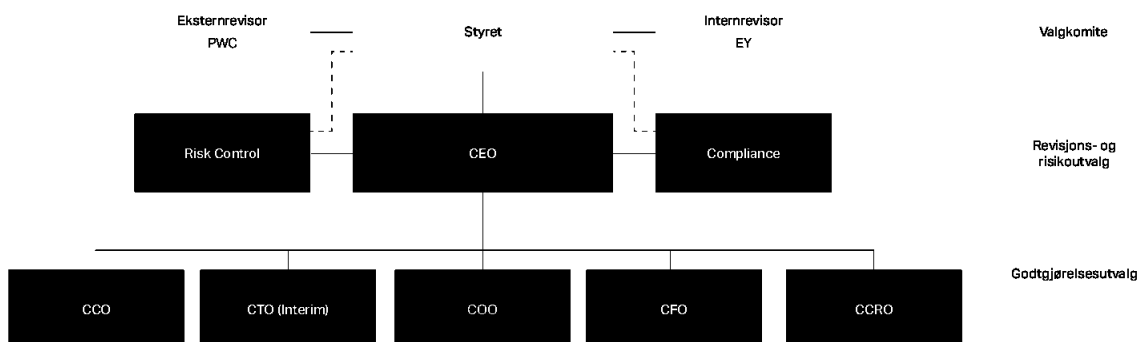 Eksternrevisor
PWC
Styret
Internrevisor
EY
Valgkomite
Risk Control
CEO
Compliance
Revisjons- og
risikoutvalg
CCO
CTO (Interim)
COO
CFO
CCRO
Godtgjørelsesutvalg